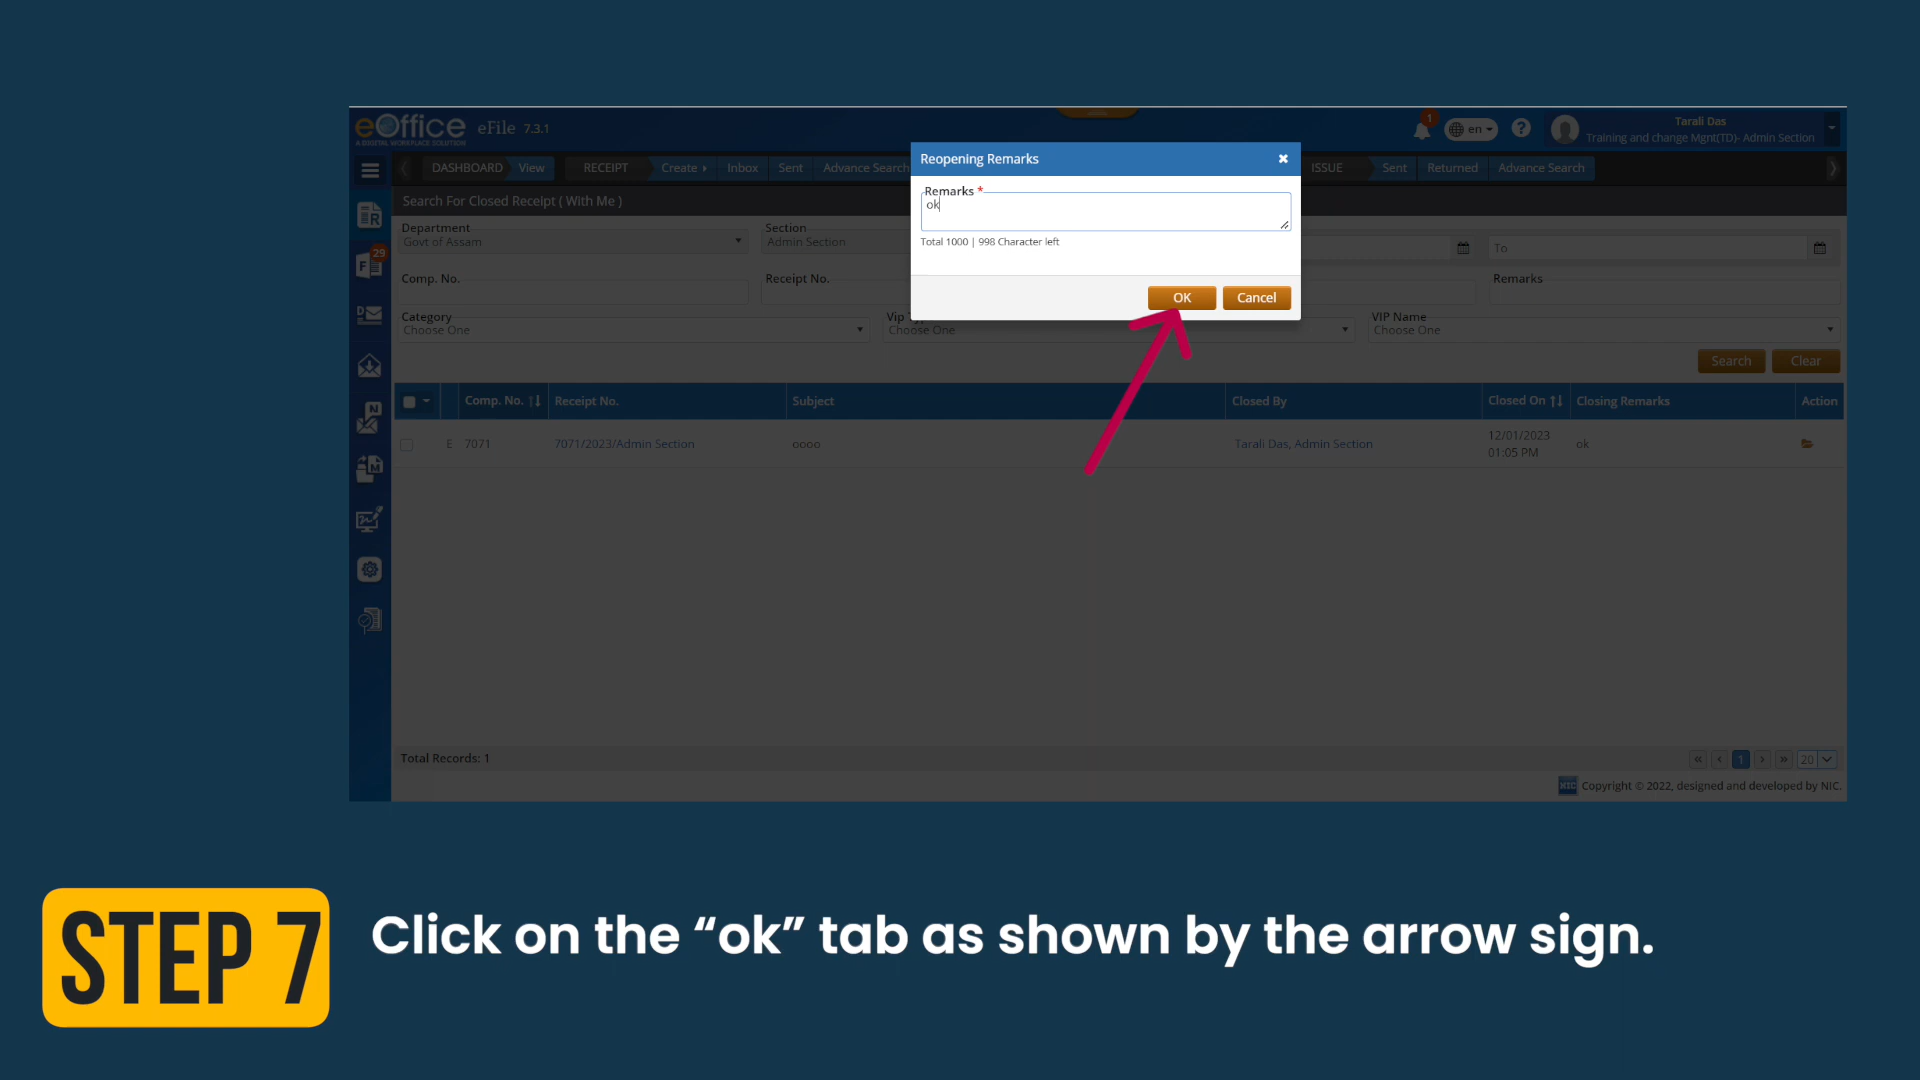 eOffice eFile 7.3.1
A DIGITAL WORKPLACE SOLUTION
1
en
?
Tarali Das
Training and change Mgnt(TD)- Admin Section
DASHBOARD View RECEIPT Create Inbox Sent Advance Search ISSUE Sent Returned Advance Search
Reopening Remarks
Remarks *
ok
Total 1000 | 998 Character left
OK Cancel
Search For Closed Receipt ( With Me )
Department
Govt of Assam
Section
Admin Section
To
Comp. No.
Receipt No.
Remarks
Category
Choose One
Choose One
VIP Name
Choose One
Search Clear
29
Comp. No. Receipt No. Subject Closed By Closed On Closing Remarks Action
E 7071 7071/2023/Admin Section oooo Tarali Das, Admin Section 12/01/2023 01:05 PM ok
Total Records: 1
« ‹ 1 › » 20
NIC Copyright © 2022, designed and developed by NIC.
STEP 7
Click on the “ok” tab as shown by the arrow sign.